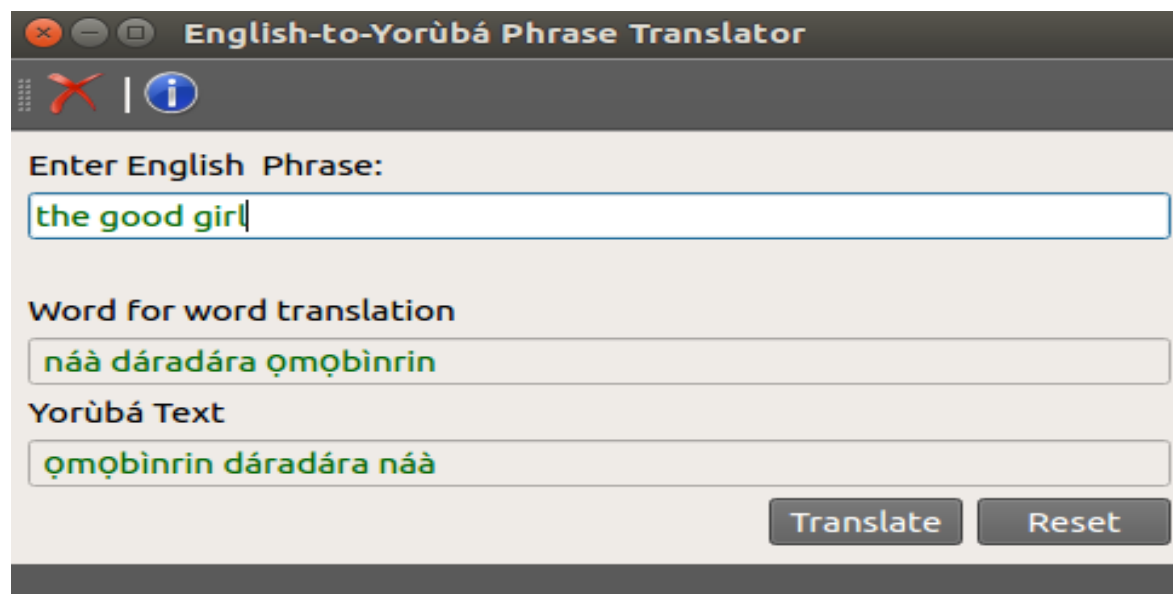 English-to-Yorùbá Phrase Translator
Enter English Phrase:
the good girl
Word for word translation
náà dáradára ọmọbìnrin
Yorùbá Text
ọmọbìnrin dáradára náà
Translate Reset